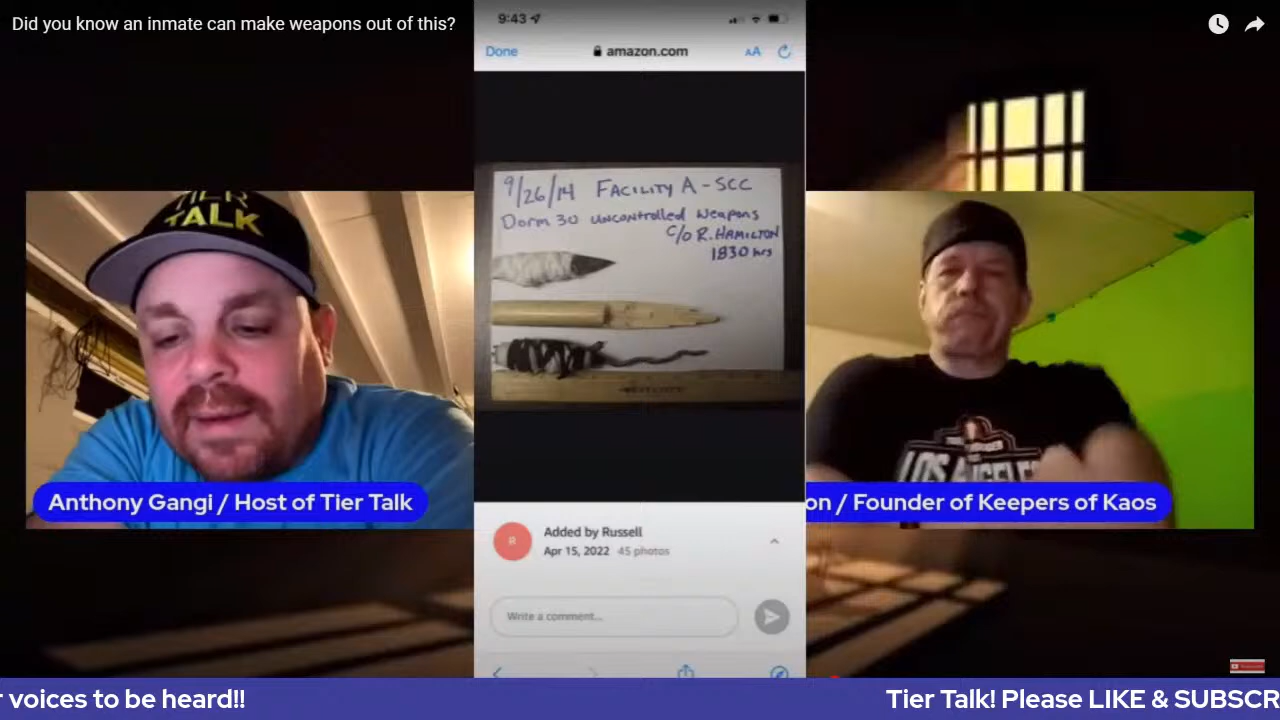 Did you know an inmate can make weapons out of this?
9:43
Done
amazon.com
AA
9/26/14 FACILITY A-SCC
Dorm 30 uncontrolled Weapons
C/O R. HAMILTON
1830 hrs
TIER
TALK
LOS ANGELES
Anthony Gangi / Host of Tier Talk
on / Founder of Keepers of Kaos
R
Added by Russell
Apr 15, 2022 45 photos
Write a comment...
r voices to be heard!!
Tier Talk! Please LIKE & SUBSCR